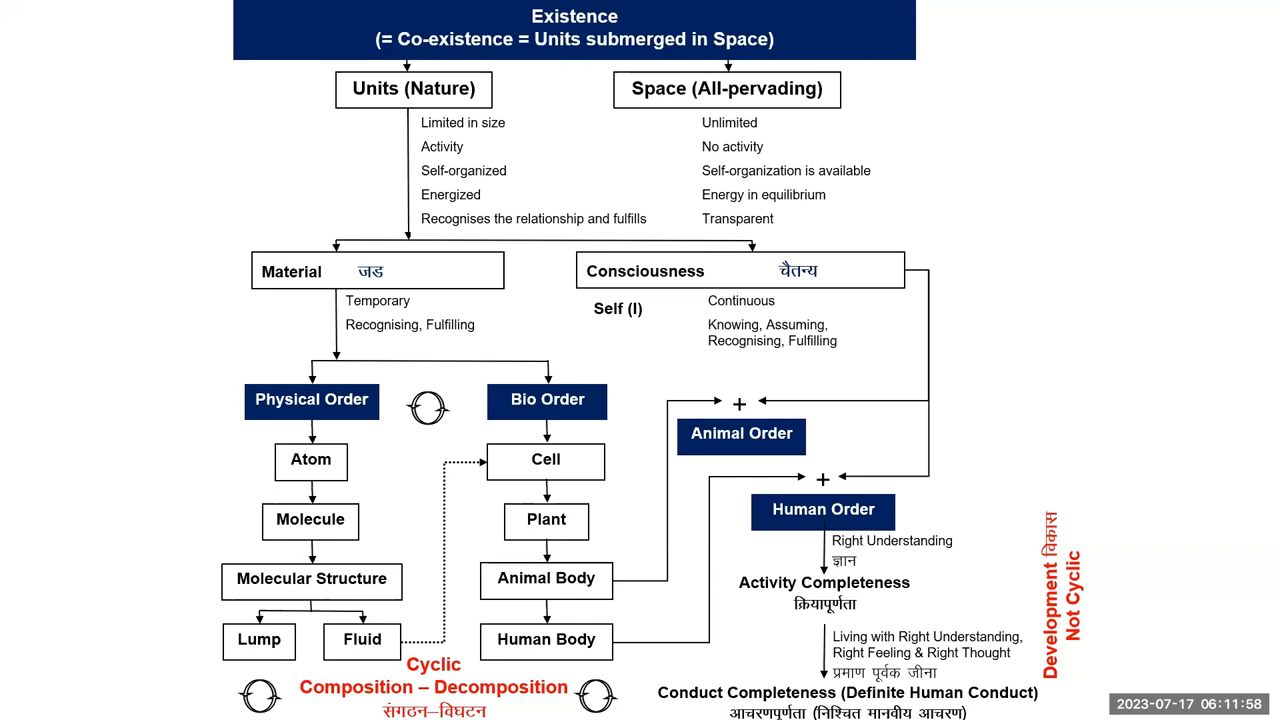 Existence
(= Co-existence = Units submerged in Space)
Units (Nature)
Space (All-pervading)
Limited in size
Activity
Self-organized
Energized
Recognises the relationship and fulfills
Unlimited
No activity
Self-organization is available
Energy in equilibrium
Transparent
Material जड
Consciousness चैतन्य
Temporary
Recognising, Fulfilling
Self (I)
Continuous
Knowing, Assuming,
Recognising, Fulfilling
Physical Order
Bio Order
+
Animal Order
Atom
Cell
+
Human Order
Molecule
Plant
Right Understanding
ज्ञान
Molecular Structure
Animal Body
Activity Completeness
क्रियापूर्णता
Lump
Fluid
Human Body
Living with Right Understanding,
Right Feeling & Right Thought
प्रमाण पूर्वक जीना
Cyclic
Composition – Decomposition
संगठन–विघटन
Conduct Completeness (Definite Human Conduct)
आचरणपूर्णता (निश्चित मानवीय आचरण)
Development विकास
Not Cyclic
2023-07-17 06:11:58